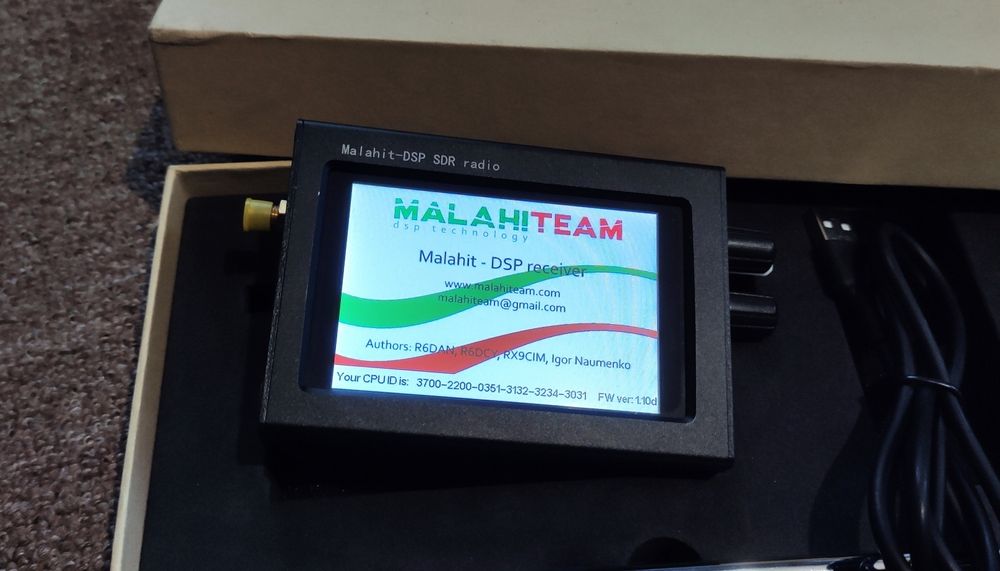 Malahit-DSP SDR radio
MALAHITEAM
dsp technology
Malahit - DSP receiver
www.malahiteam.com
malahiteam@gmail.com
Authors: R6DAN, R6DCY, RX9CIM, Igor Naumenko
Your CPU ID is: 3700-2200-0351-3132-3234-3031 FW ver: 1.10d